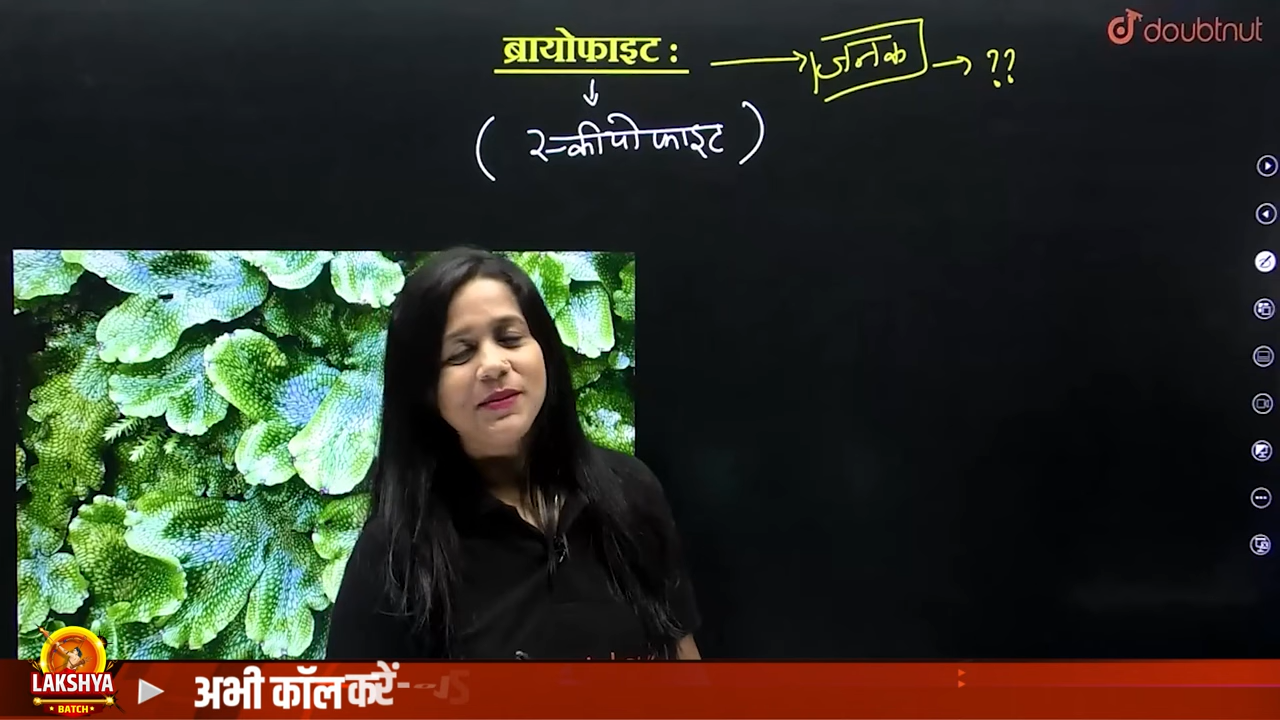 ब्रायोफाइट : → जनक → ??
doubtnut
( स्कीयोफाइट )
LAKSHYA
BATCH
अभी कॉल करें-